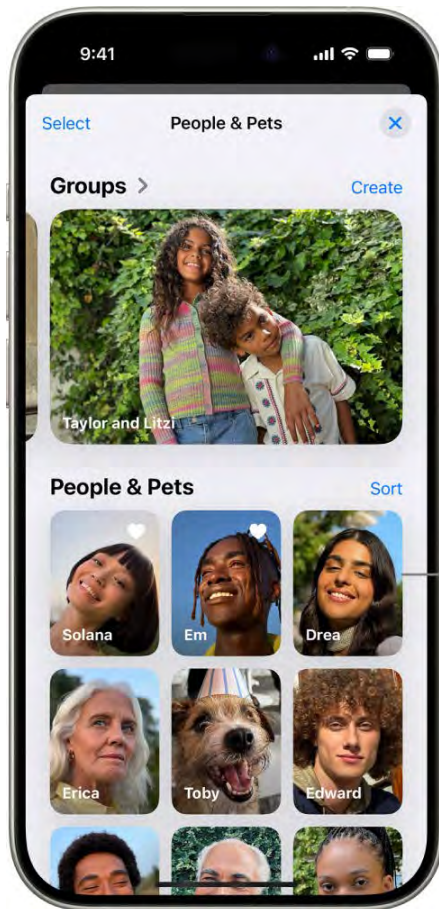 9:41
Select People & Pets
Groups >
Create
Taylor and Litzi
People & Pets
Sort
Solana
Em
Drea
Erica
Toby
Edward